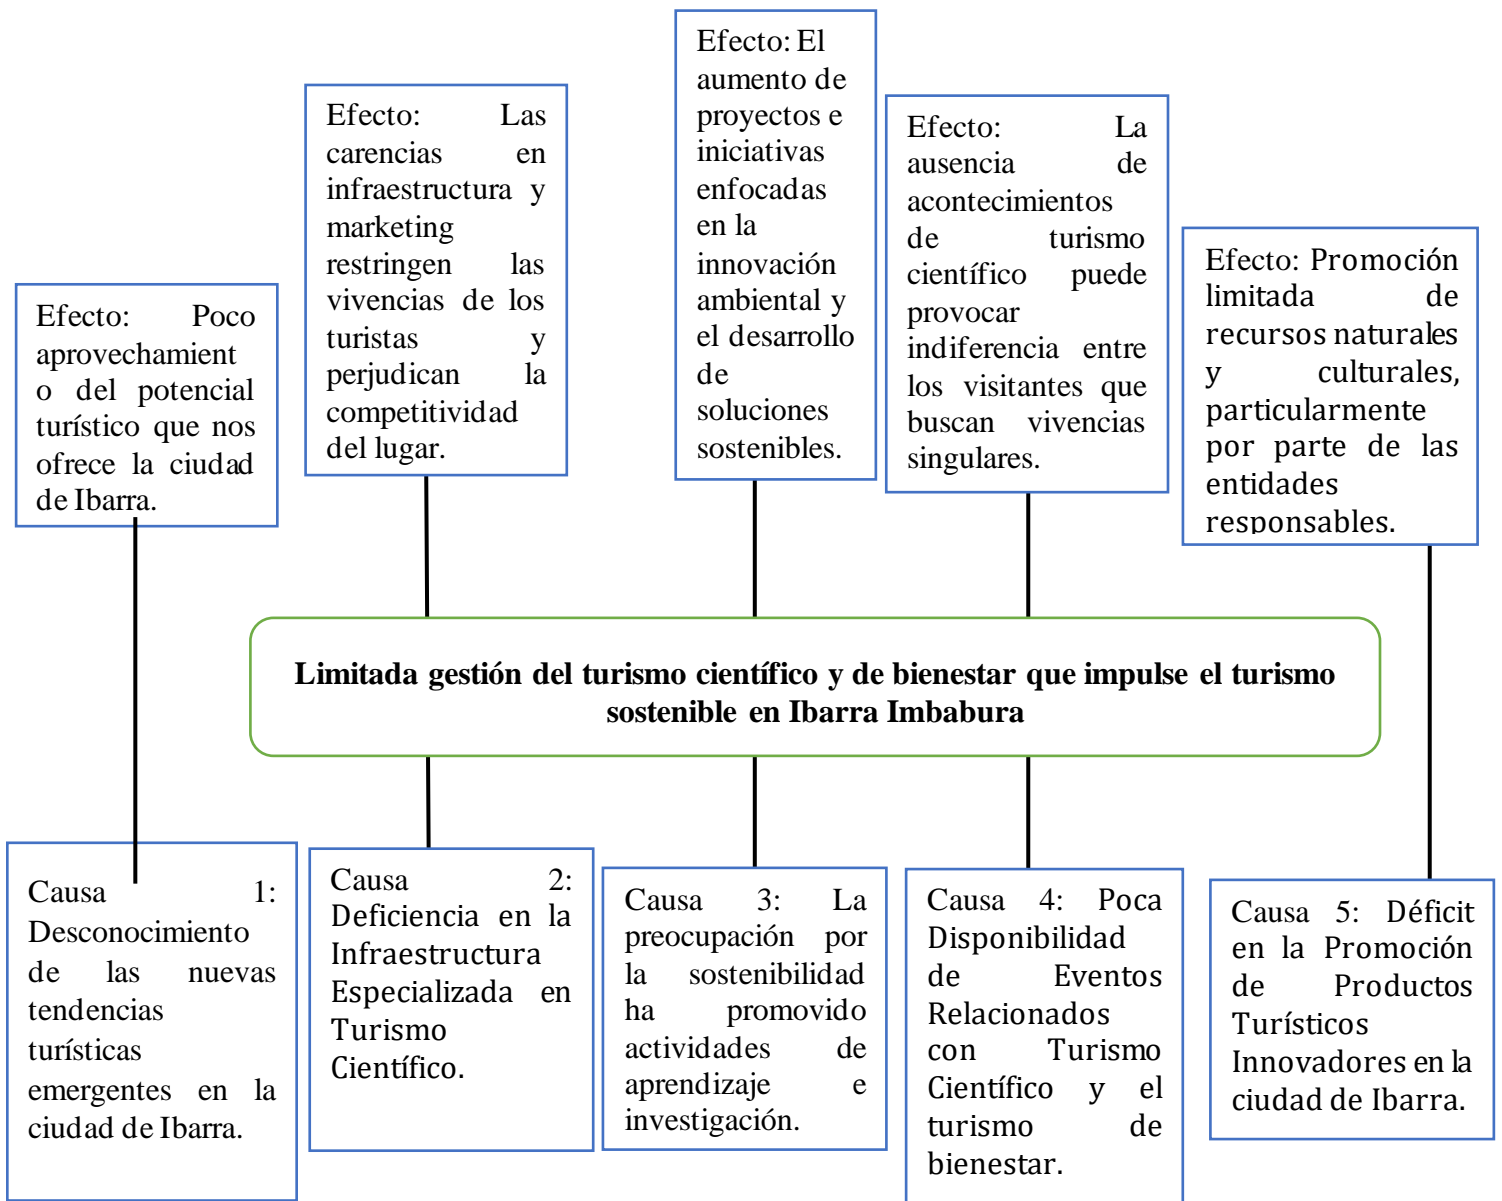 Efecto: El
aumento de
proyectos e
iniciativas
enfocadas
en la
innovación
ambiental y
el desarrollo
de
soluciones
sostenibles.
Efecto: Las
carencias en
infraestructura y
marketing
restringen las
vivencias de los
turistas y
perjudican la
competitividad
del lugar.
Efecto: La
ausencia de
acontecimientos
de turismo
científico puede
provocar
indiferencia entre
los visitantes que
buscan vivencias
singulares.
Efecto: Promoción
limitada de
recursos naturales
y culturales,
particularmente
por parte de las
entidades
responsables.
Efecto: Poco
aprovechamient
o del potencial
turístico que nos
ofrece la ciudad
de Ibarra.
Limitada gestión del turismo científico y de bienestar que impulse el turismo
sostenible en Ibarra Imbabura
Causa 1:
Desconocimiento
de las nuevas
tendencias
turísticas
emergentes en la
ciudad de Ibarra.
Causa 2:
Deficiencia en la
Infraestructura
Especializada en
Turismo
Científico.
Causa 3: La
preocupación por
la sostenibilidad
ha promovido
actividades de
aprendizaje e
investigación.
Causa 4: Poca
Disponibilidad
de Eventos
Relacionados
con Turismo
Científico y el
turismo de
bienestar.
Causa 5: Déficit
en la Promoción
de Productos
Turísticos
Innovadores en la
ciudad de Ibarra.